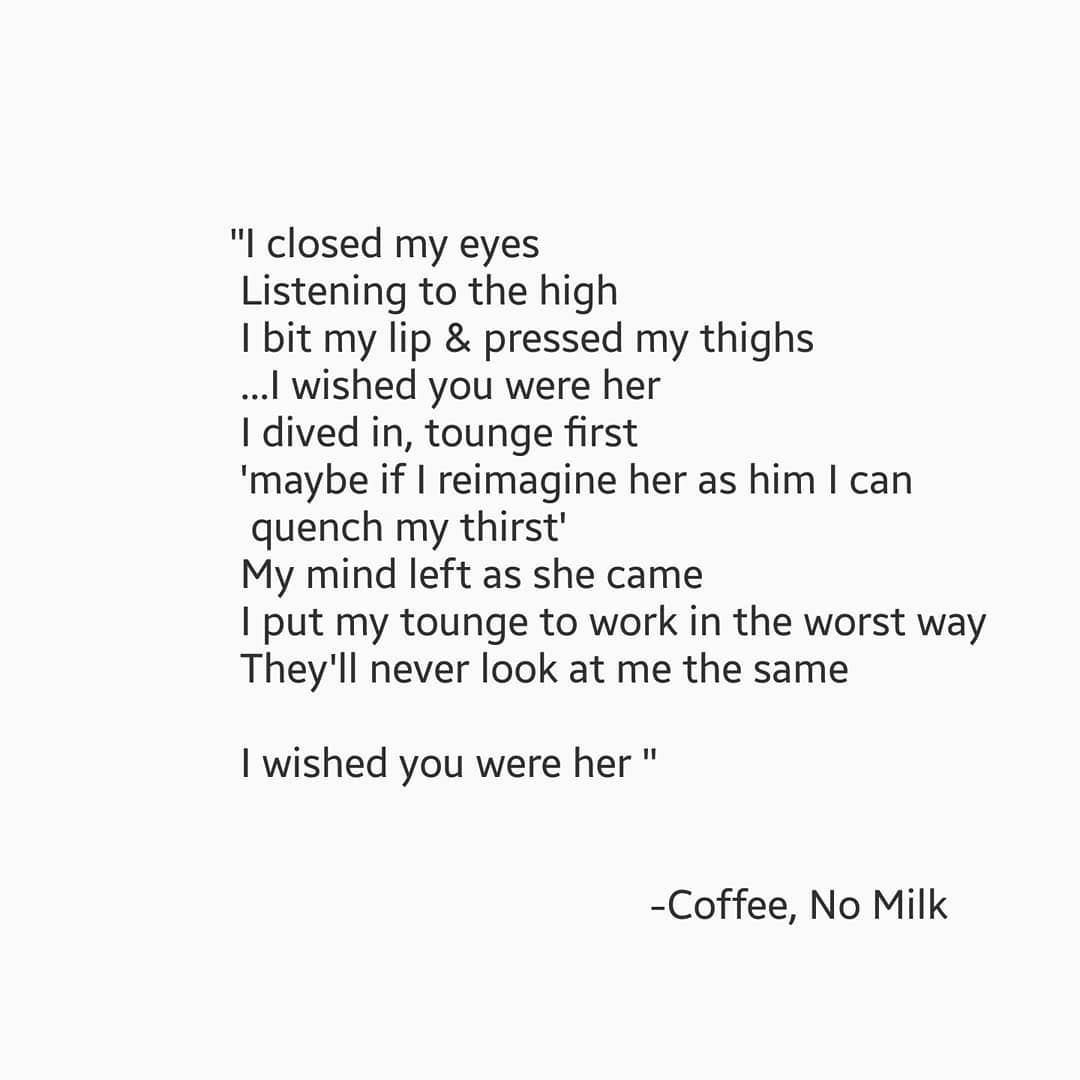 "I closed my eyes
Listening to the high
I bit my lip & pressed my thighs
...I wished you were her
I dived in, tounge first
'maybe if I reimagine her as him I can
quench my thirst'
My mind left as she came
I put my tounge to work in the worst way
They'll never look at me the same
I wished you were her "
-Coffee, No Milk